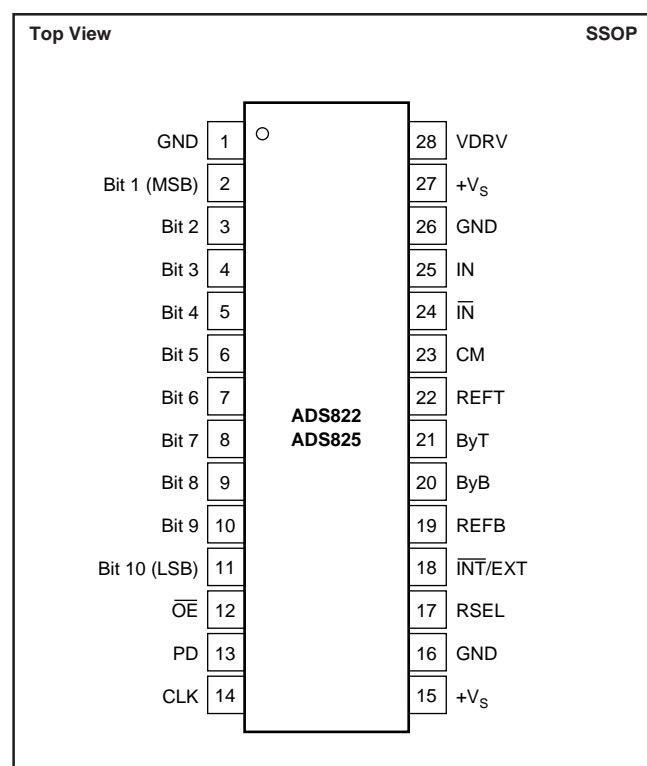 Top View SSOP
GND 1 28 VDRV
Bit 1 (MSB) 2 27 +VS
Bit 2 3 26 GND
Bit 3 4 25 IN
Bit 4 5 24 I̅N̅
Bit 5 6 23 CM
Bit 6 7 22 REFT
ADS822
Bit 7 8 21 ByT
ADS825
Bit 8 9 20 ByB
Bit 9 10 19 REFB
Bit 10 (LSB) 11 18 I̅N̅T̅/EXT
O̅E̅ 12 17 RSEL
PD 13 16 GND
CLK 14 15 +VS